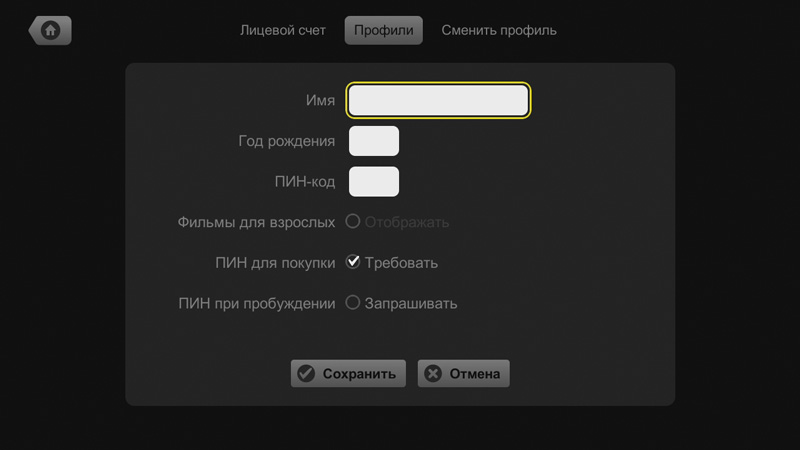 Лицевой счет Профили Сменить профиль
Имя
Год рождения
ПИН-код
Фильмы для взрослых Отображать
ПИН для покупки Требовать
ПИН при пробуждении Запрашивать
Сохранить Отмена